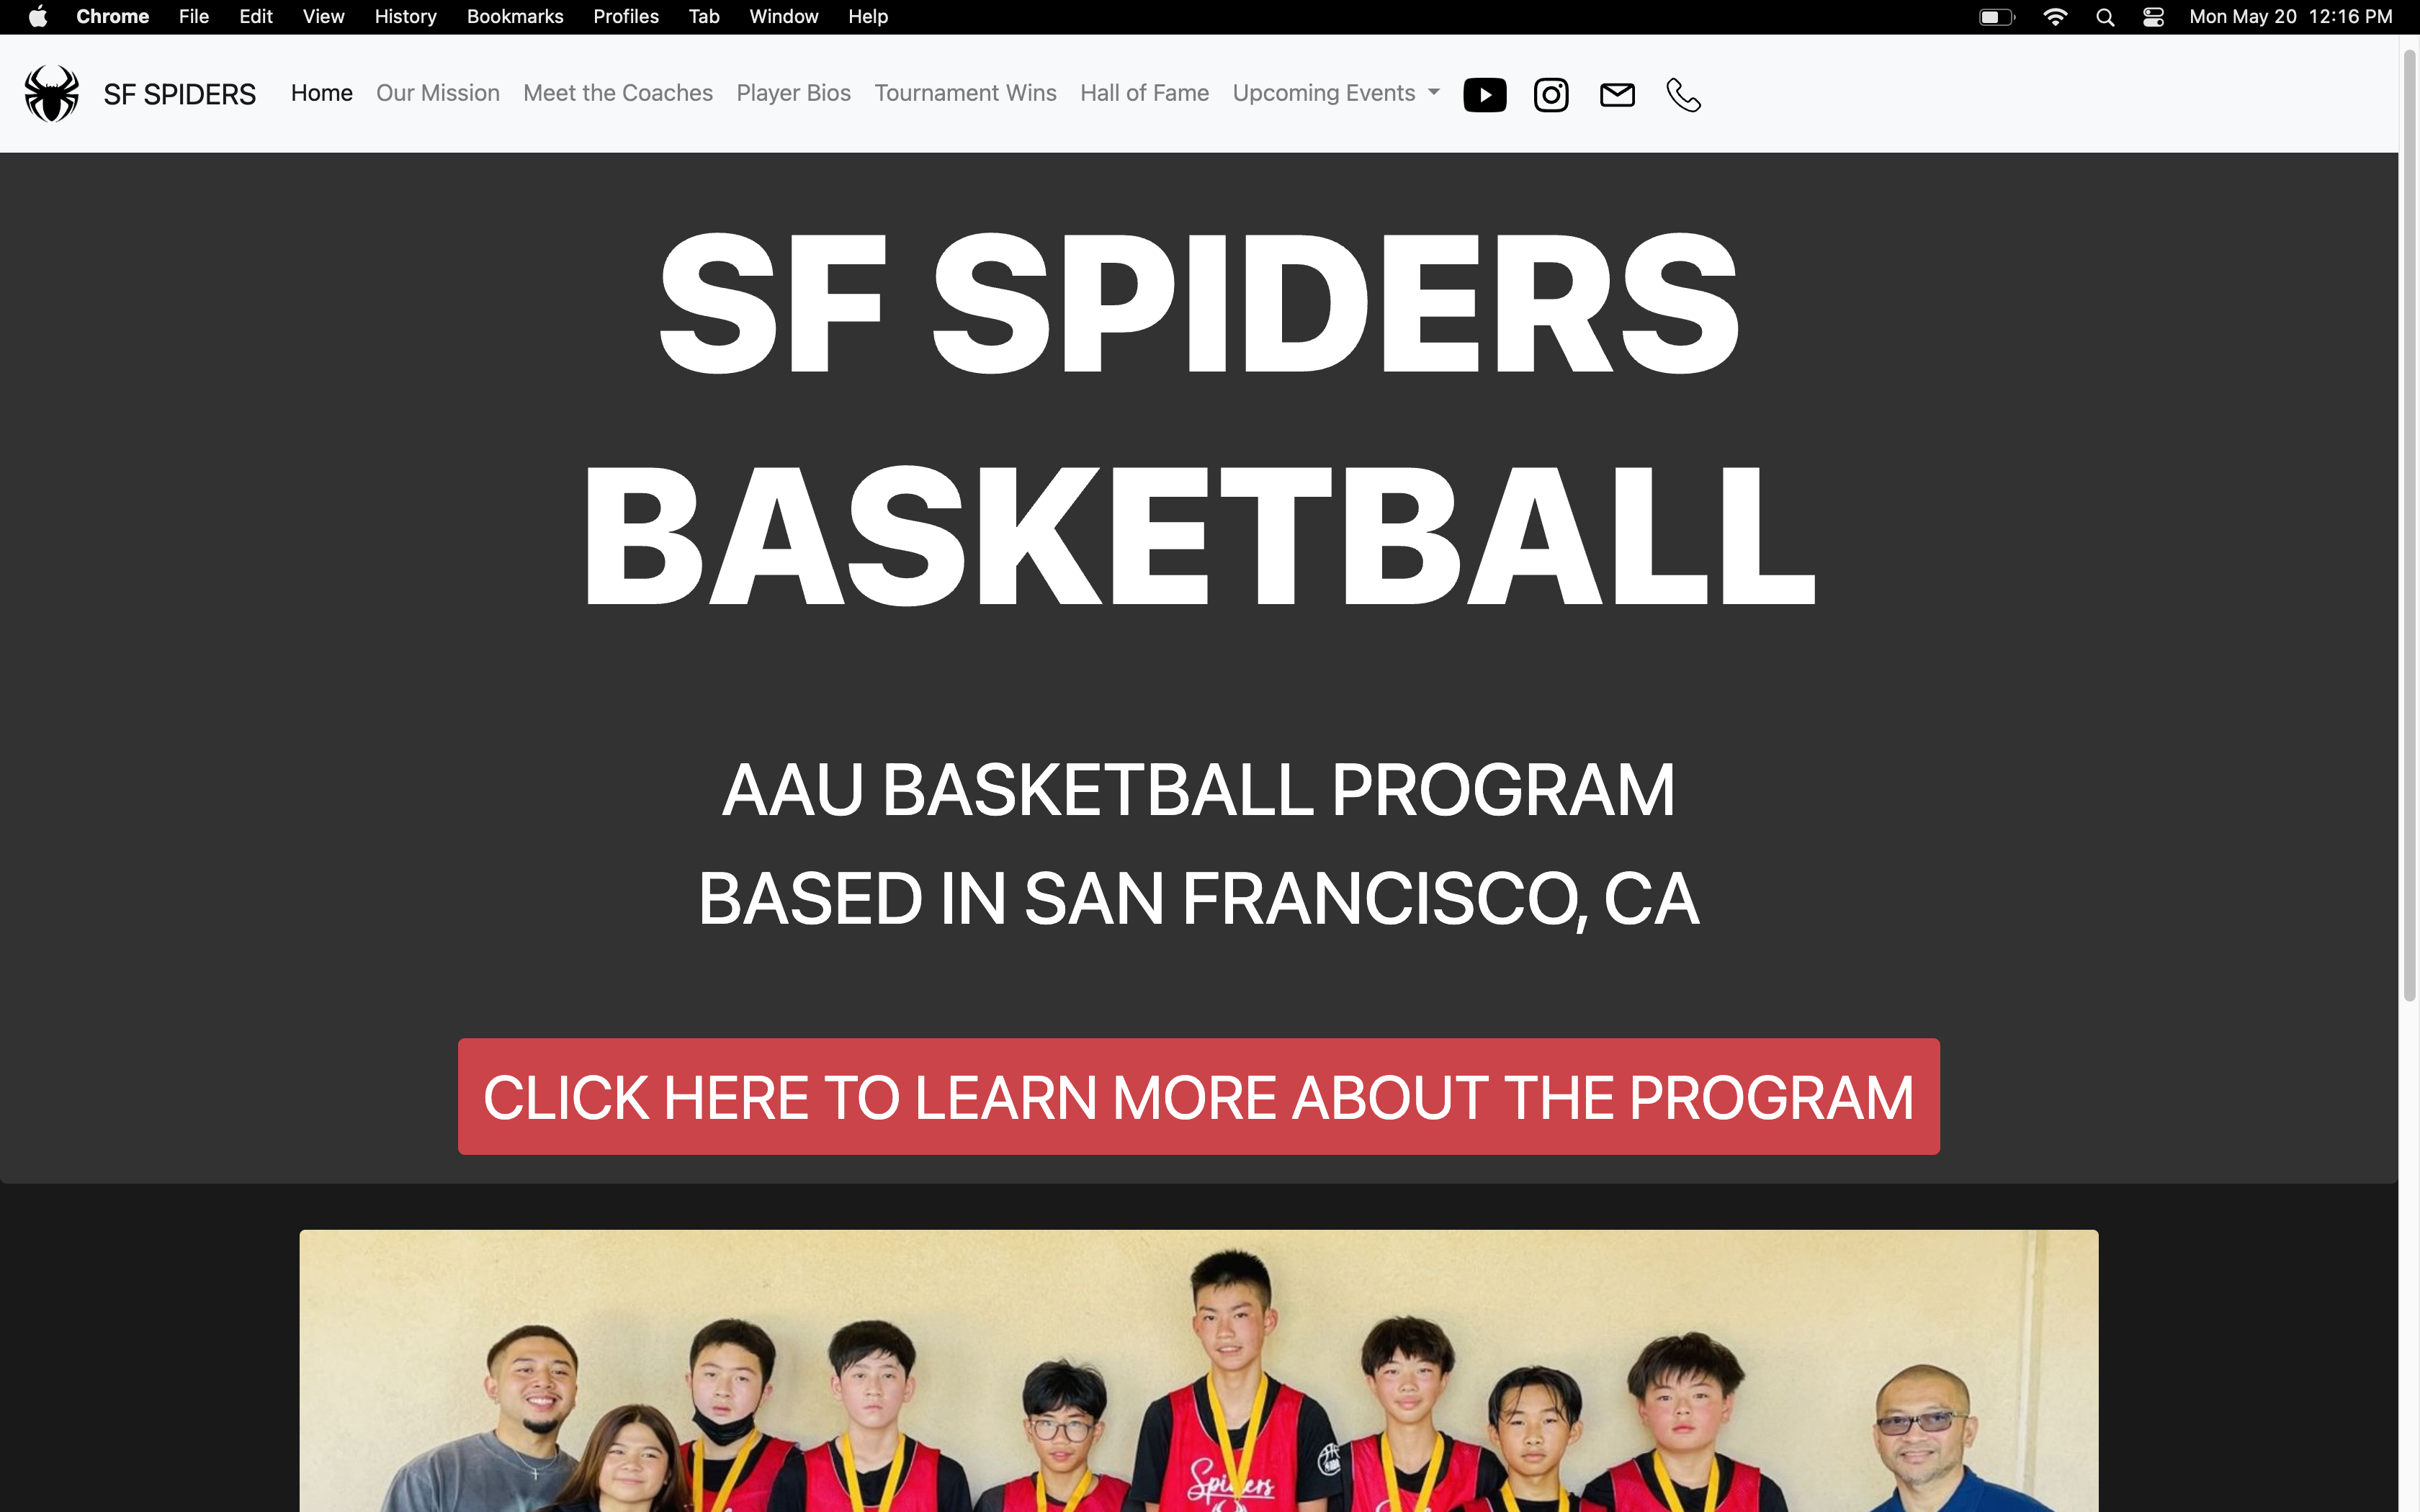 Chrome File Edit View History Bookmarks Profiles Tab Window Help Mon May 20 12:16 PM
SF SPIDERS Home Our Mission Meet the Coaches Player Bios Tournament Wins Hall of Fame Upcoming Events
SF SPIDERS
BASKETBALL
AAU BASKETBALL PROGRAM
BASED IN SAN FRANCISCO, CA
CLICK HERE TO LEARN MORE ABOUT THE PROGRAM
Spiders